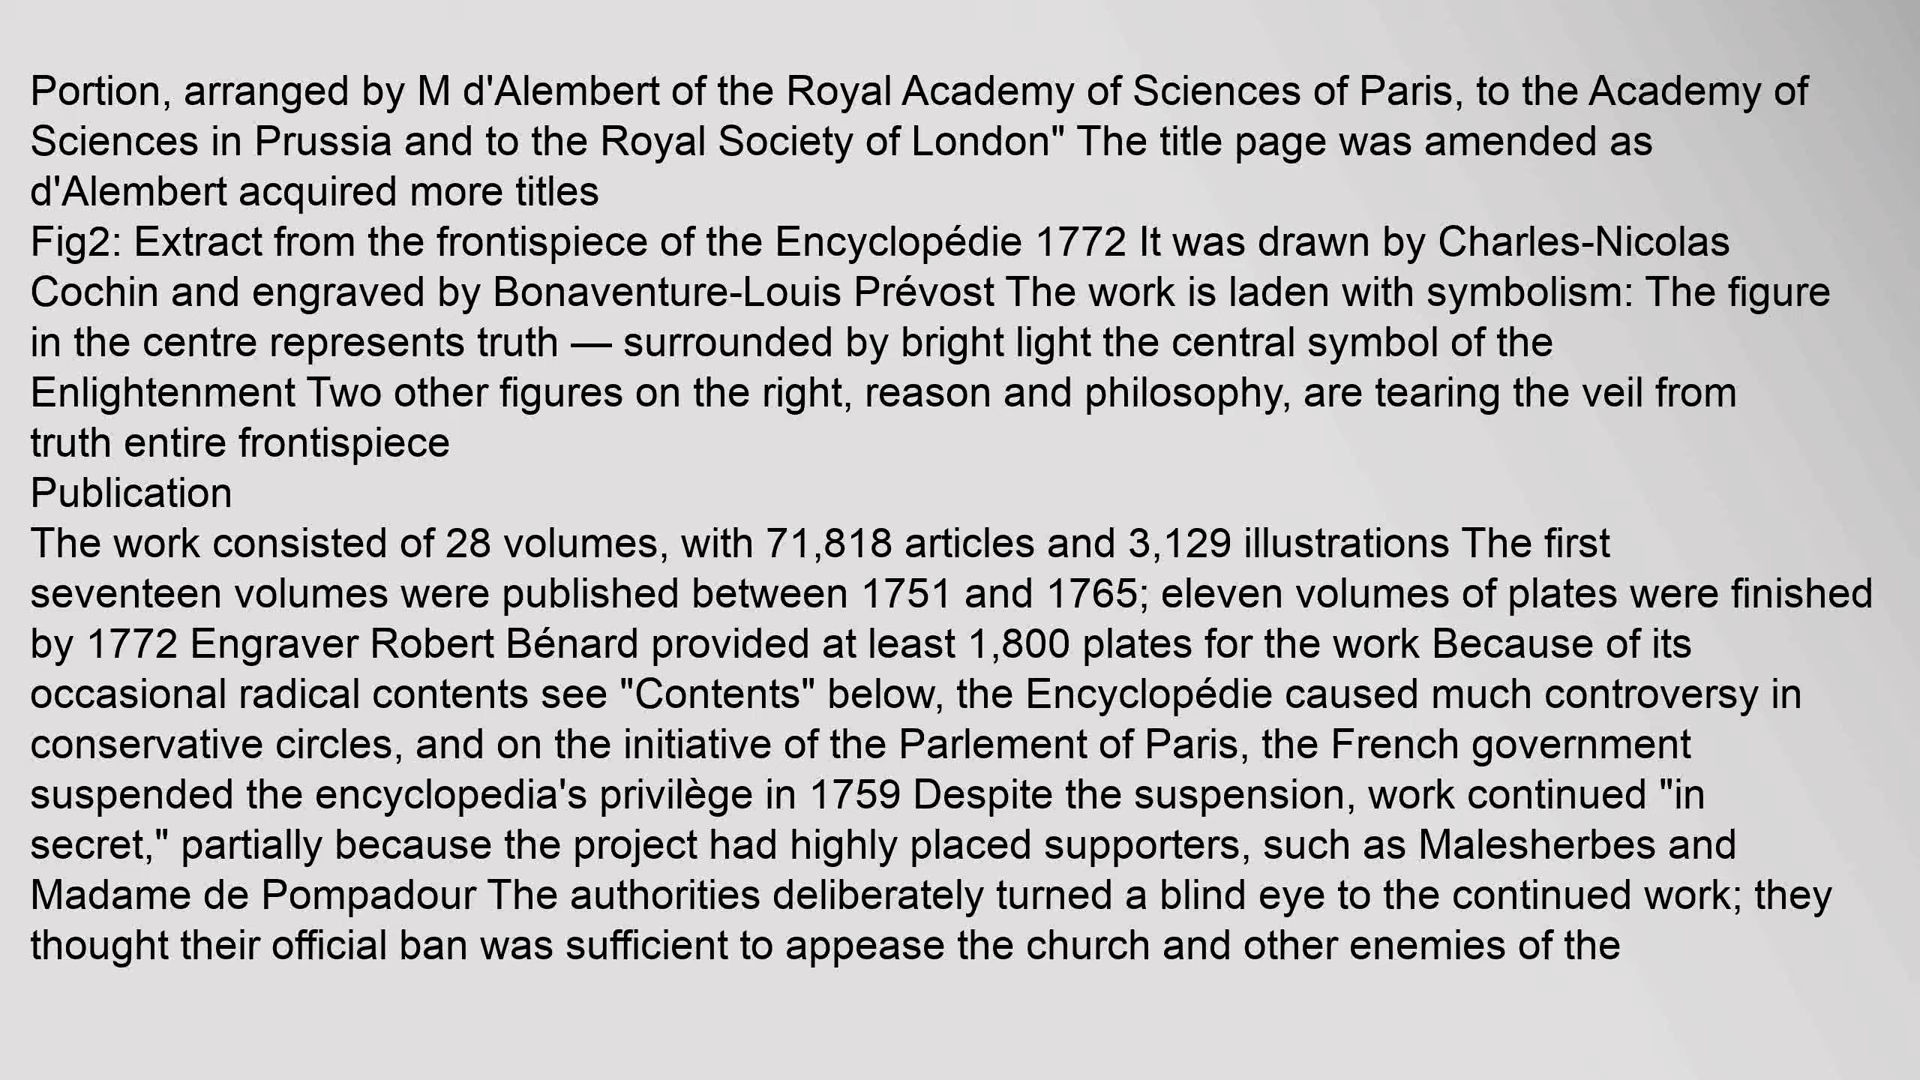 Portion, arranged by M d'Alembert of the Royal Academy of Sciences of Paris, to the Academy of
Sciences in Prussia and to the Royal Society of London" The title page was amended as
d'Alembert acquired more titles
Fig2: Extract from the frontispiece of the Encyclopédie 1772 It was drawn by Charles-Nicolas
Cochin and engraved by Bonaventure-Louis Prévost The work is laden with symbolism: The figure
in the centre represents truth — surrounded by bright light the central symbol of the
Enlightenment Two other figures on the right, reason and philosophy, are tearing the veil from
truth entire frontispiece
Publication
The work consisted of 28 volumes, with 71,818 articles and 3,129 illustrations The first
seventeen volumes were published between 1751 and 1765; eleven volumes of plates were finished
by 1772 Engraver Robert Bénard provided at least 1,800 plates for the work Because of its
occasional radical contents see "Contents" below, the Encyclopédie caused much controversy in
conservative circles, and on the initiative of the Parlement of Paris, the French government
suspended the encyclopedia's privilège in 1759 Despite the suspension, work continued "in
secret," partially because the project had highly placed supporters, such as Malesherbes and
Madame de Pompadour The authorities deliberately turned a blind eye to the continued work; they
thought their official ban was sufficient to appease the church and other enemies of the